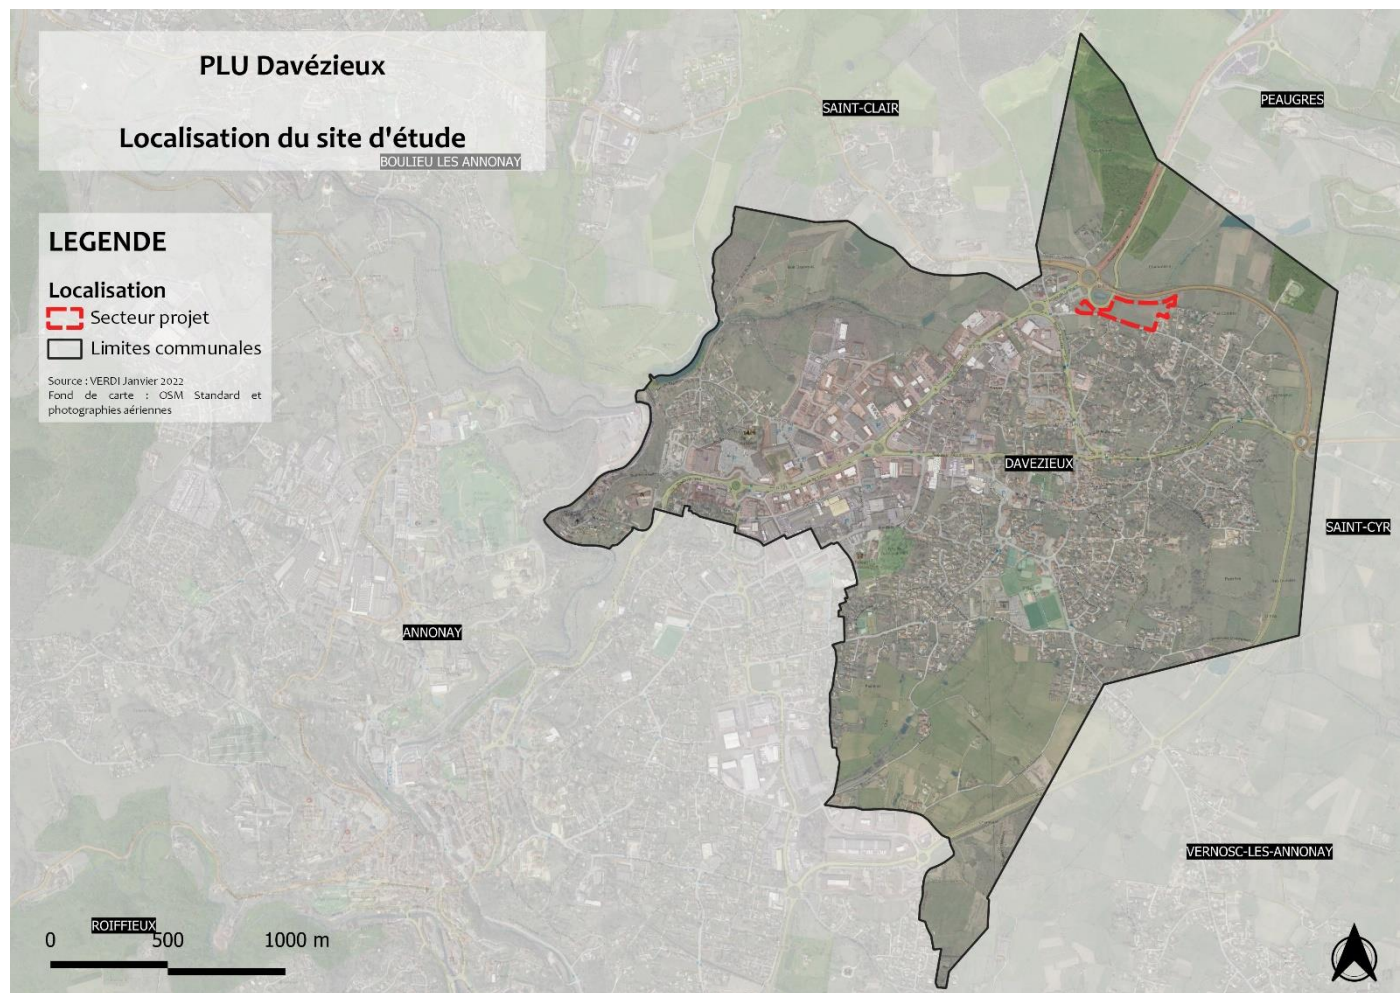 PLU Davézieux
Localisation du site d'étude
BOULIEU LES ANNONAY
SAINT-CLAIR
PEAUGRES
LEGENDE
Localisation
Secteur projet
Limites communales
Source : VERDI Janvier 2022
Fond de carte : OSM Standard et
photographies aériennes
DAVEZIEUX
SAINT-CYR
ANNONAY
VERNOSC-LES-ANNONAY
ROIFFIEUX
0 500 1000 m